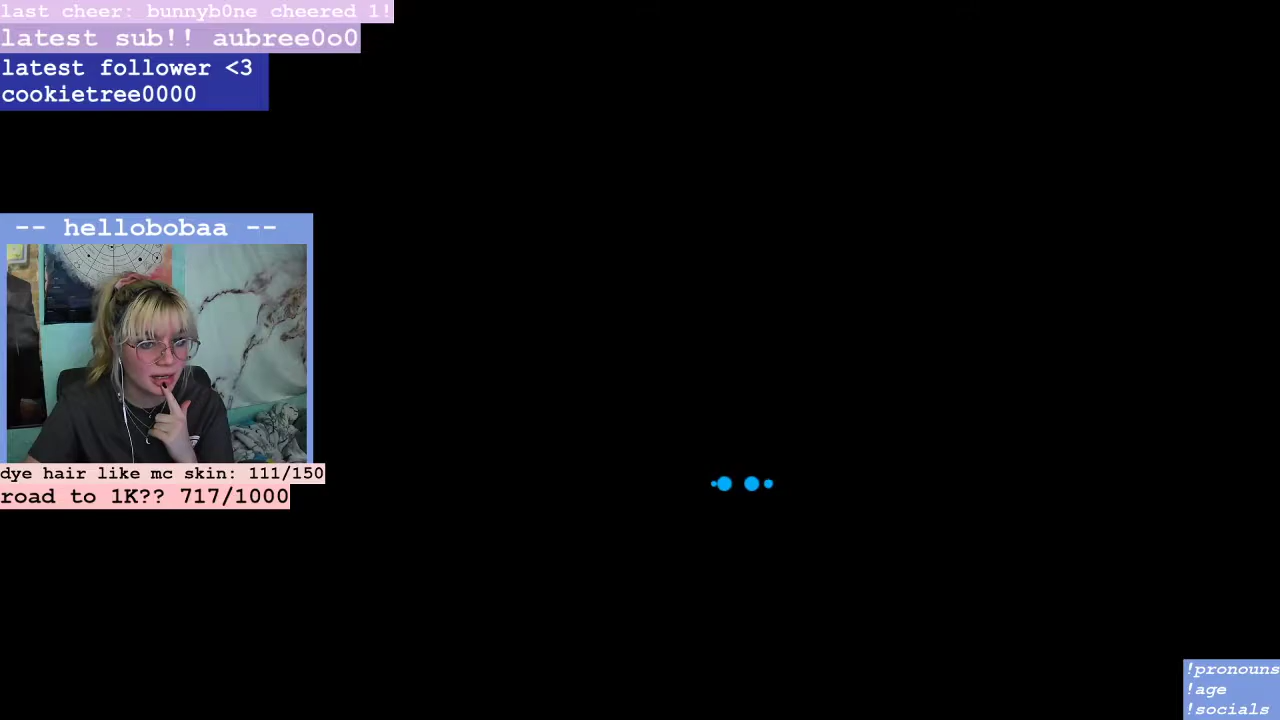 last cheer: bunnyb0ne cheered 1!
latest sub!! aubree0o0
latest follower <3
cookietree0000
-- hellobobaa --
dye hair like mc skin: 111/150
road to 1K?? 717/1000
!pronouns
!age
!socials